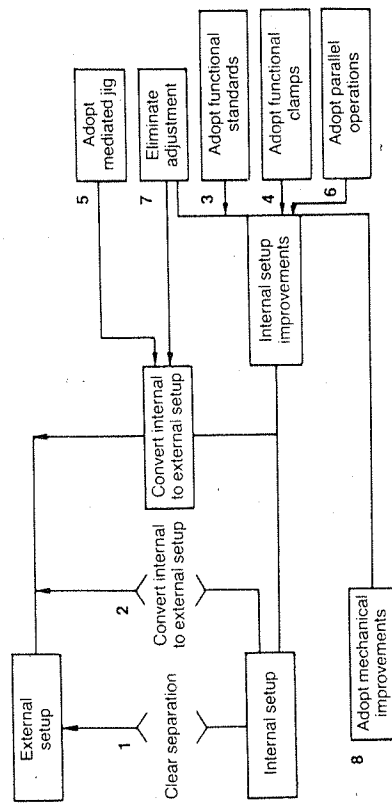 External
setup
1
Clear separation
Internal setup
2
Convert internal
to external setup
Convert internal
to external setup
5
Adopt
mediated jig
7
Eliminate
adjustment
3
Adopt functional
standards
4
Adopt functional
clamps
6
Adopt parallel
operations
Internal setup
improvements
8
Adopt mechanical
improvements